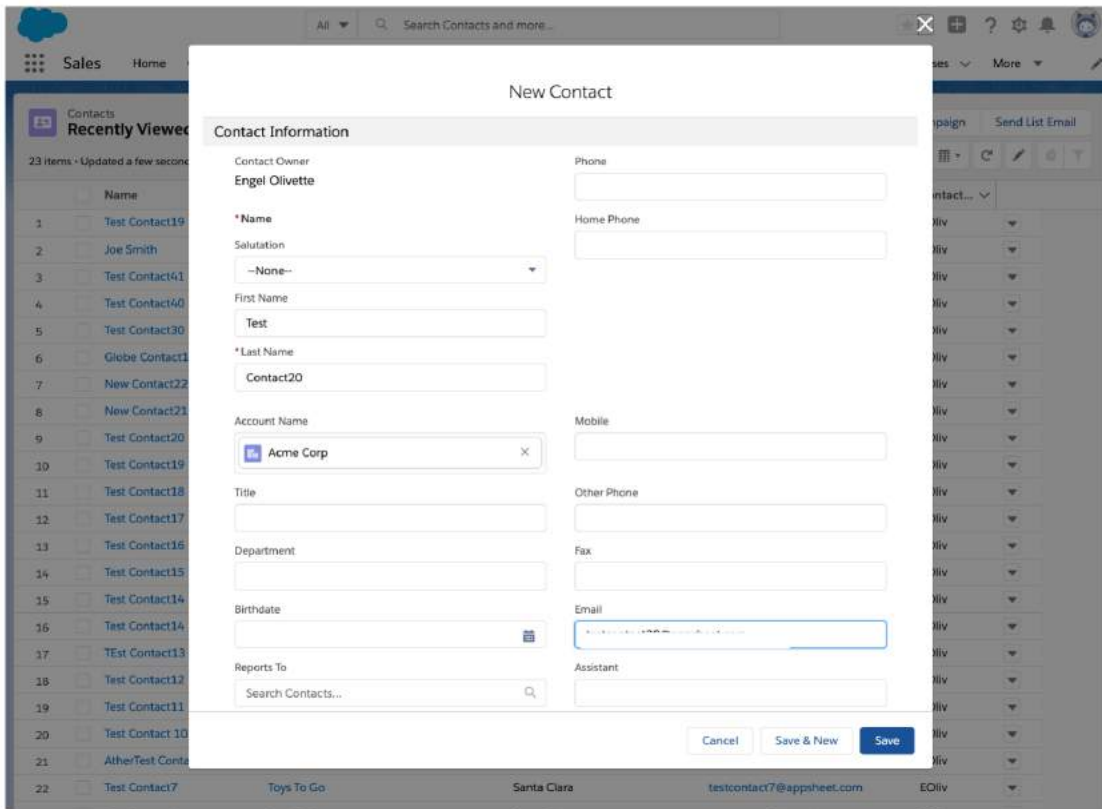 All Search Contacts and more...
Sales Home More
Contacts
Recently Viewed
Send List Email
New Contact
Contact Information
Contact Owner
Engel Olivette
Phone
*Name
Home Phone
Salutation
--None--
First Name
Test
*Last Name
Contact20
Account Name
Acme Corp
Mobile
Title
Other Phone
Department
Fax
Birthdate
Email
Reports To
Search Contacts...
Assistant
Cancel Save & New Save
23 items • Updated a few
Name
1 Test Contact19
2 Joe Smith
3 Test Contact41
4 Test Contact40
5 Test Contact30
6 Globe Contact1
7 New Contact22
8 New Contact21
9 Test Contact20
10 Test Contact19
11 Test Contact18
12 Test Contact17
13 Test Contact16
14 Test Contact15
15 Test Contact14
16 Test Contact14
17 TEst Contact13
18 Test Contact12
19 Test Contact11
20 Test Contact 10
21 AtherTest
22 Test Contact7 Toys To Go Santa Clara testcontact7@appsheet.com EOliv